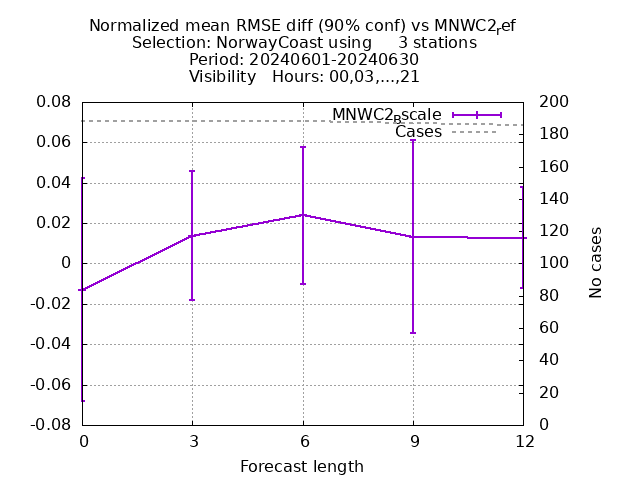 Normalized mean RMSE diff (90% conf) vs MNWC2ref
Selection: NorwayCoast using 3 stations
Period: 20240601-20240630
Visibility Hours: 00,03,...,21
MNWC2Bscale
Cases
0.08
0.06
0.04
0.02
0
-0.02
-0.04
-0.06
-0.08
200
180
160
140
120
100
80
60
40
20
0
No cases
0 3 6 9 12
Forecast length